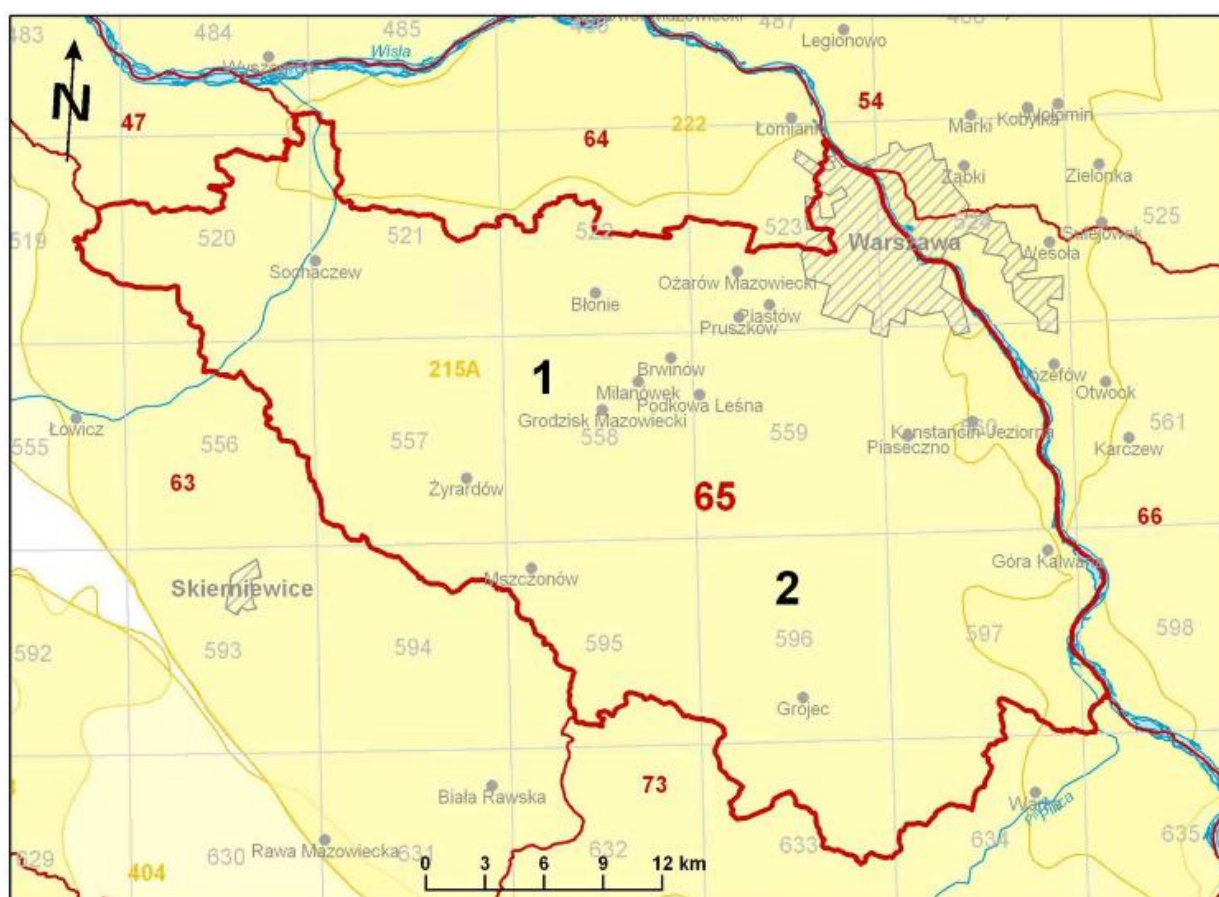 483
484
485
487
Legionowo
Wisła
N
47
54
64
222
Marki
Kobyłka
Ząbki
Zielonka
519
520
521
522
523
524
525
Warszawa
Sulejówek
Wesoła
Sochaczew
Ożarów Mazowiecki
Błonie
Piastów
Pruszków
215A
1
Brwinów
Józefów
Milanówek
Podkowa Leśna
Otwock
Grodzisk Mazowiecki
Łowicz
555
556
557
558
559
561
Konstancin-Jeziorna
Piaseczno
Karczew
63
Żyrardów
65
66
Góra Kalwaria
Mszczonów
Skierniewice
2
592
593
594
595
596
597
598
Grójec
Biała Rawska
73
Pilica
629
630
631
632
633
634
635
Rawa Mazowiecka
404
0 3 6 9 12 km